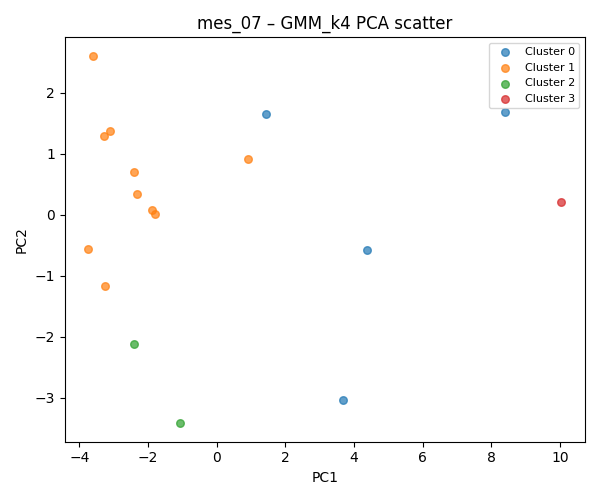 mes_07 – GMM_k4 PCA scatter
Cluster 0
Cluster 1
Cluster 2
Cluster 3
PC2
2
1
0
−1
−2
−3
−4 −2 0 2 4 6 8 10
PC1